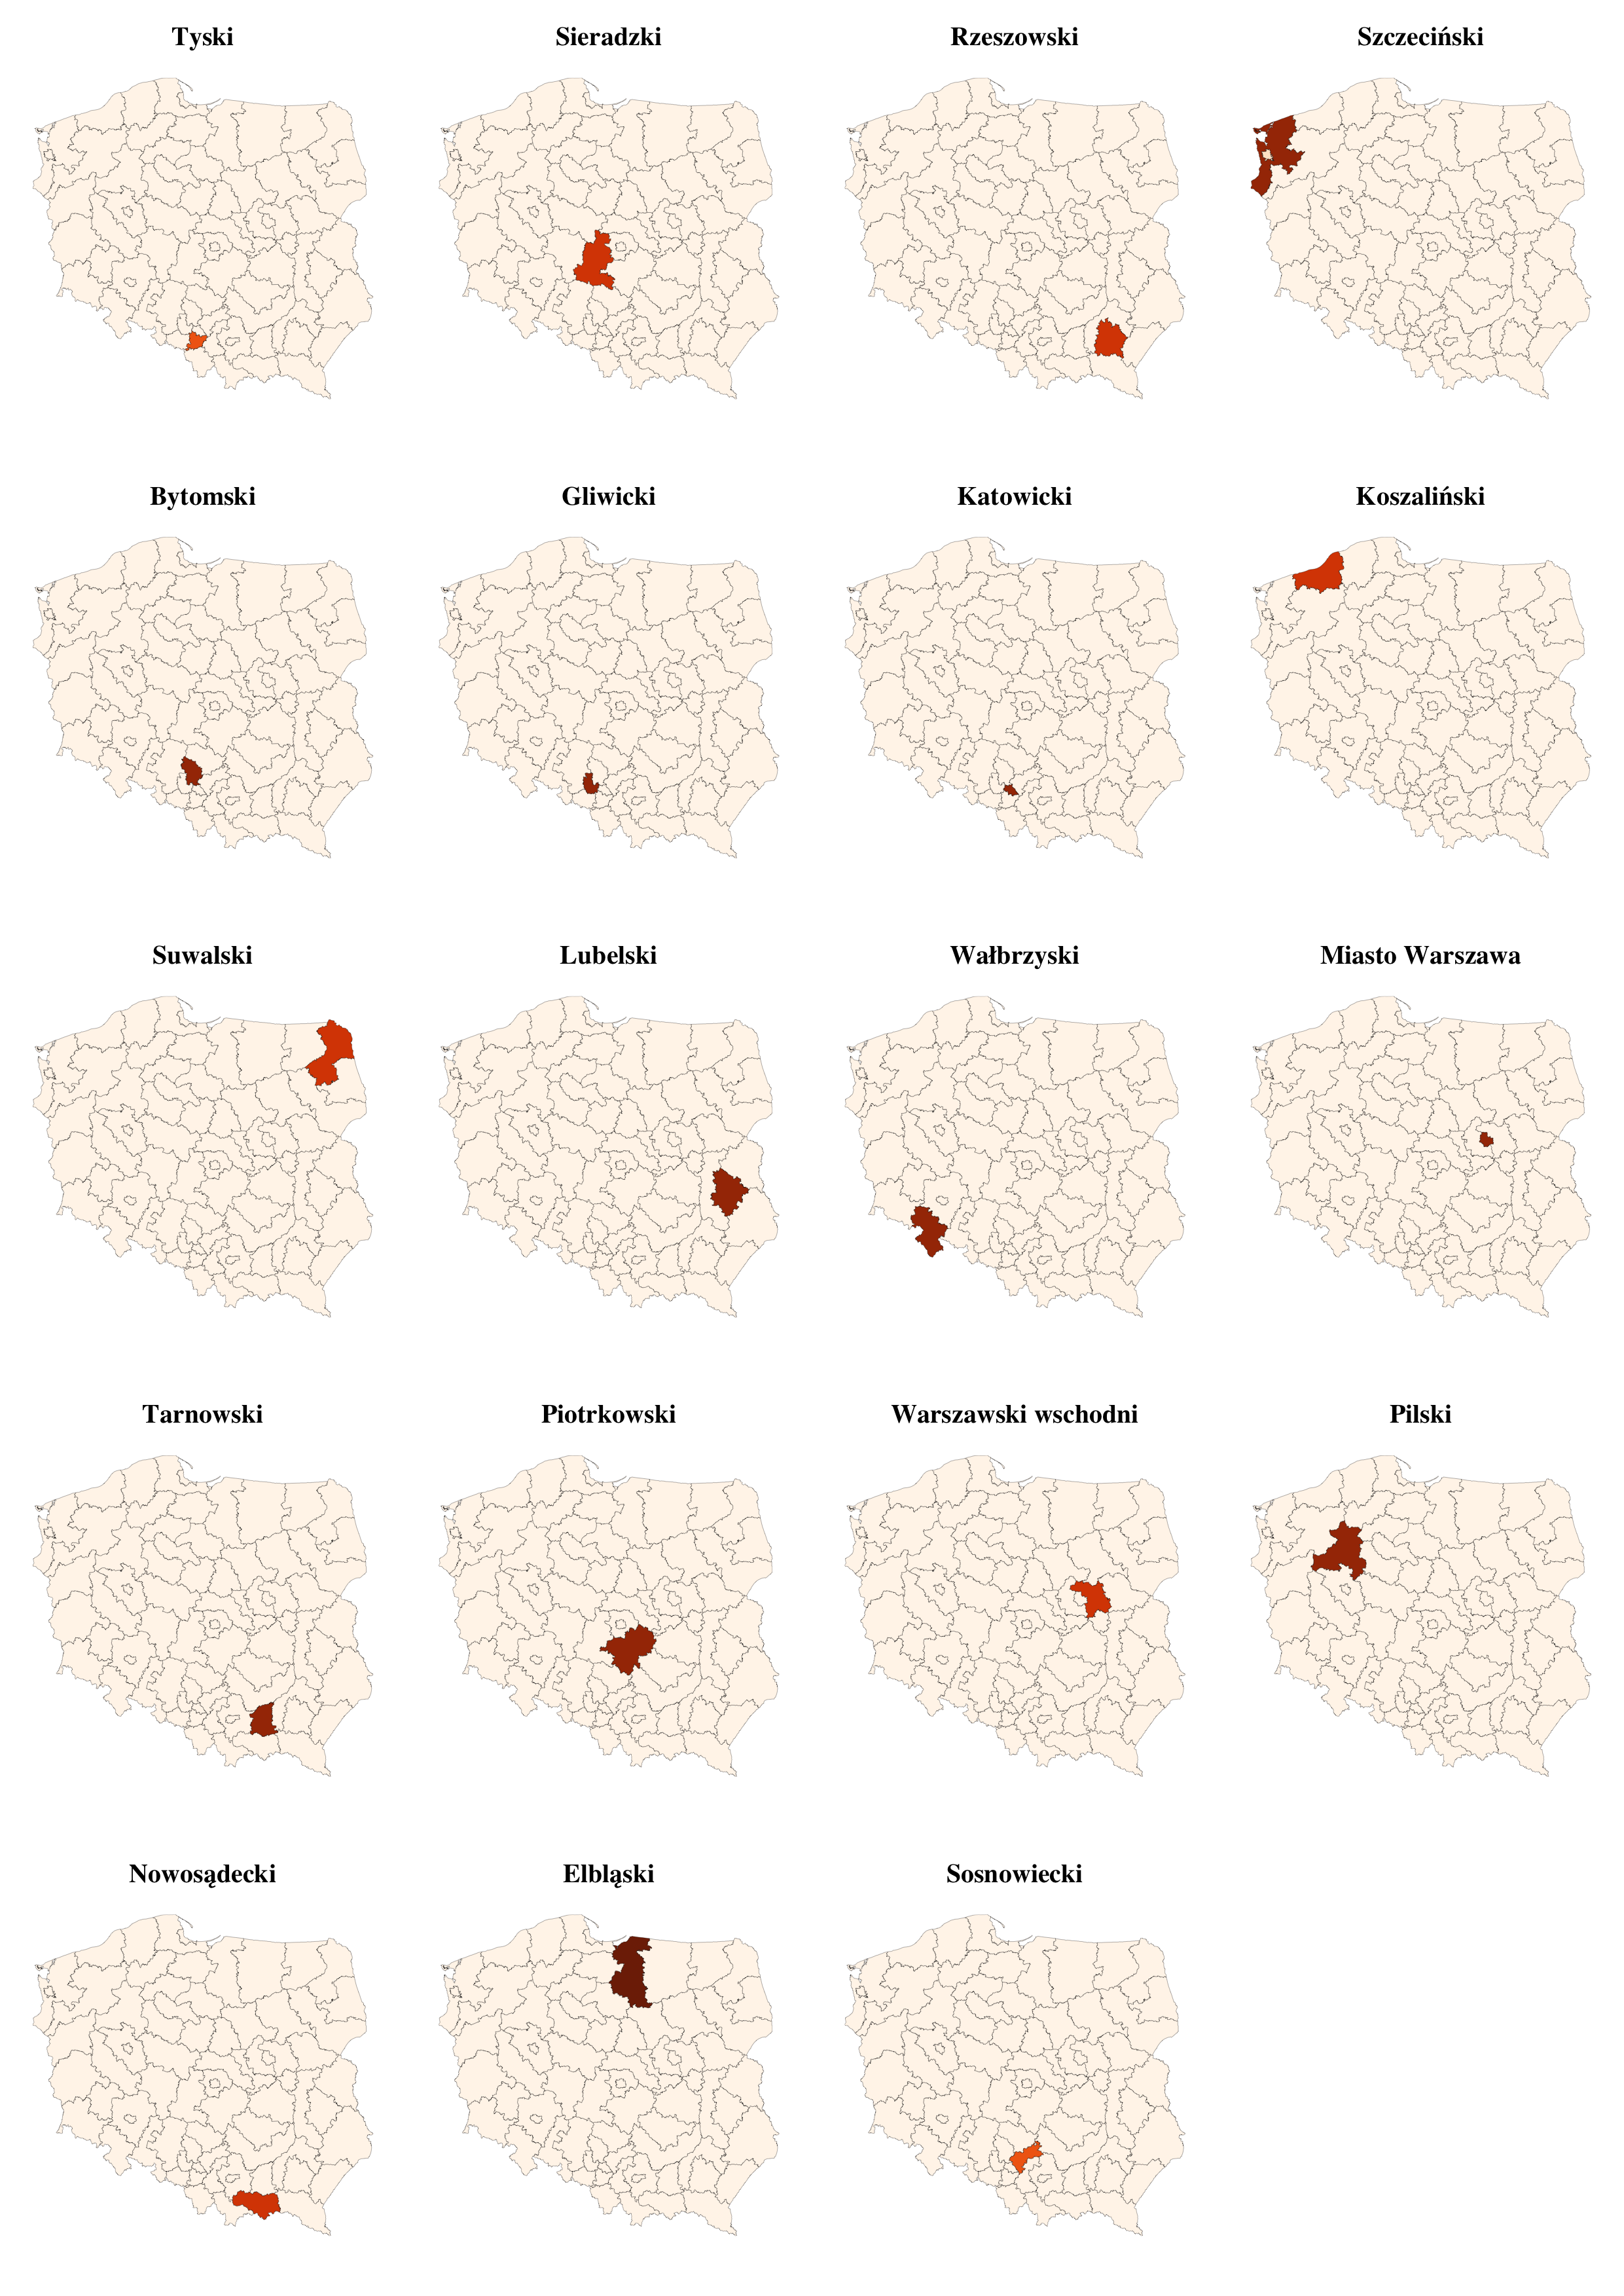 Tyski
Sieradzki
Rzeszowski
Szczeciński
Bytomski
Gliwicki
Katowicki
Koszaliński
Suwalski
Lubelski
Wałbrzyski
Miasto Warszawa
Tarnowski
Piotrkowski
Warszawski wschodni
Pilski
Nowosądecki
Elbląski
Sosnowiecki